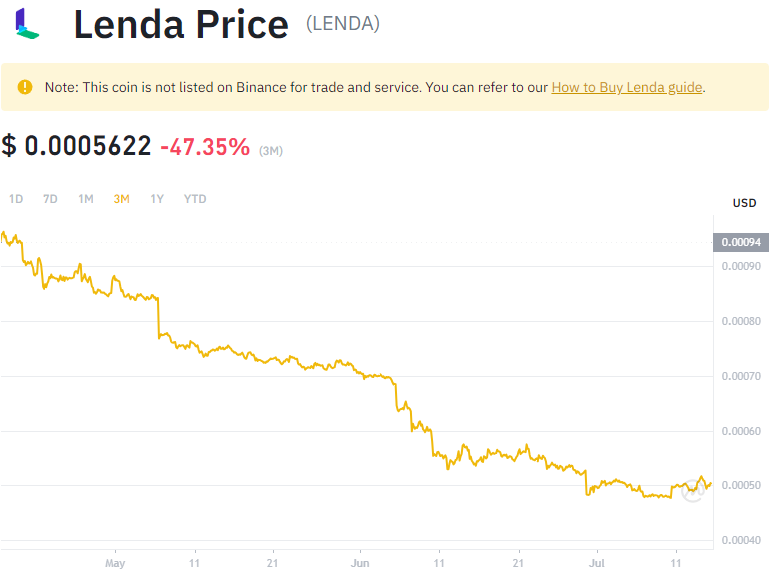 Lenda Price (LENDA)
Note: This coin is not listed on Binance for trade and service. You can refer to our How to Buy Lenda guide.
$ 0.0005622 -47.35% (3M)
1D 7D 1M 3M 1Y YTD
USD
0.00094
0.00090
0.00080
0.00070
0.00060
0.00050
0.00040
May 11 21 Jun 11 21 Jul 11